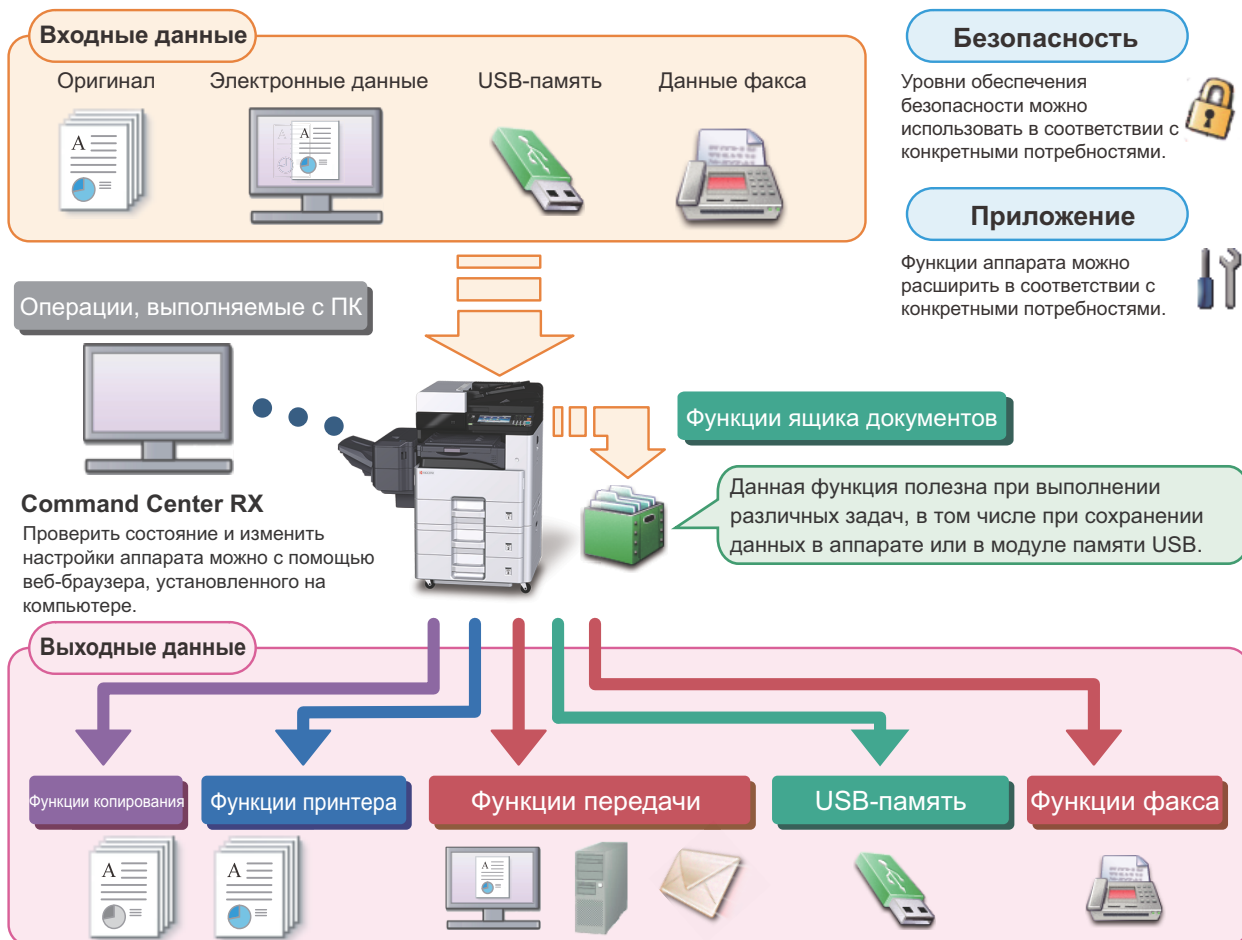 Входные данные
Оригинал
Электронные данные
USB-память
Данные факса
Безопасность
Уровни обеспечения
безопасности можно
использовать в соответствии с
конкретными потребностями.
Приложение
Функции аппарата можно
расширить в соответствии с
конкретными потребностями.
Операции, выполняемые с ПК
Command Center RX
Проверить состояние и изменить
настройки аппарата можно с помощью
веб-браузера, установленного на
компьютере.
Функции ящика документов
Данная функция полезна при выполнении
различных задач, в том числе при сохранении
данных в аппарате или в модуле памяти USB.
Выходные данные
Функции копирования
Функции принтера
Функции передачи
USB-память
Функции факса